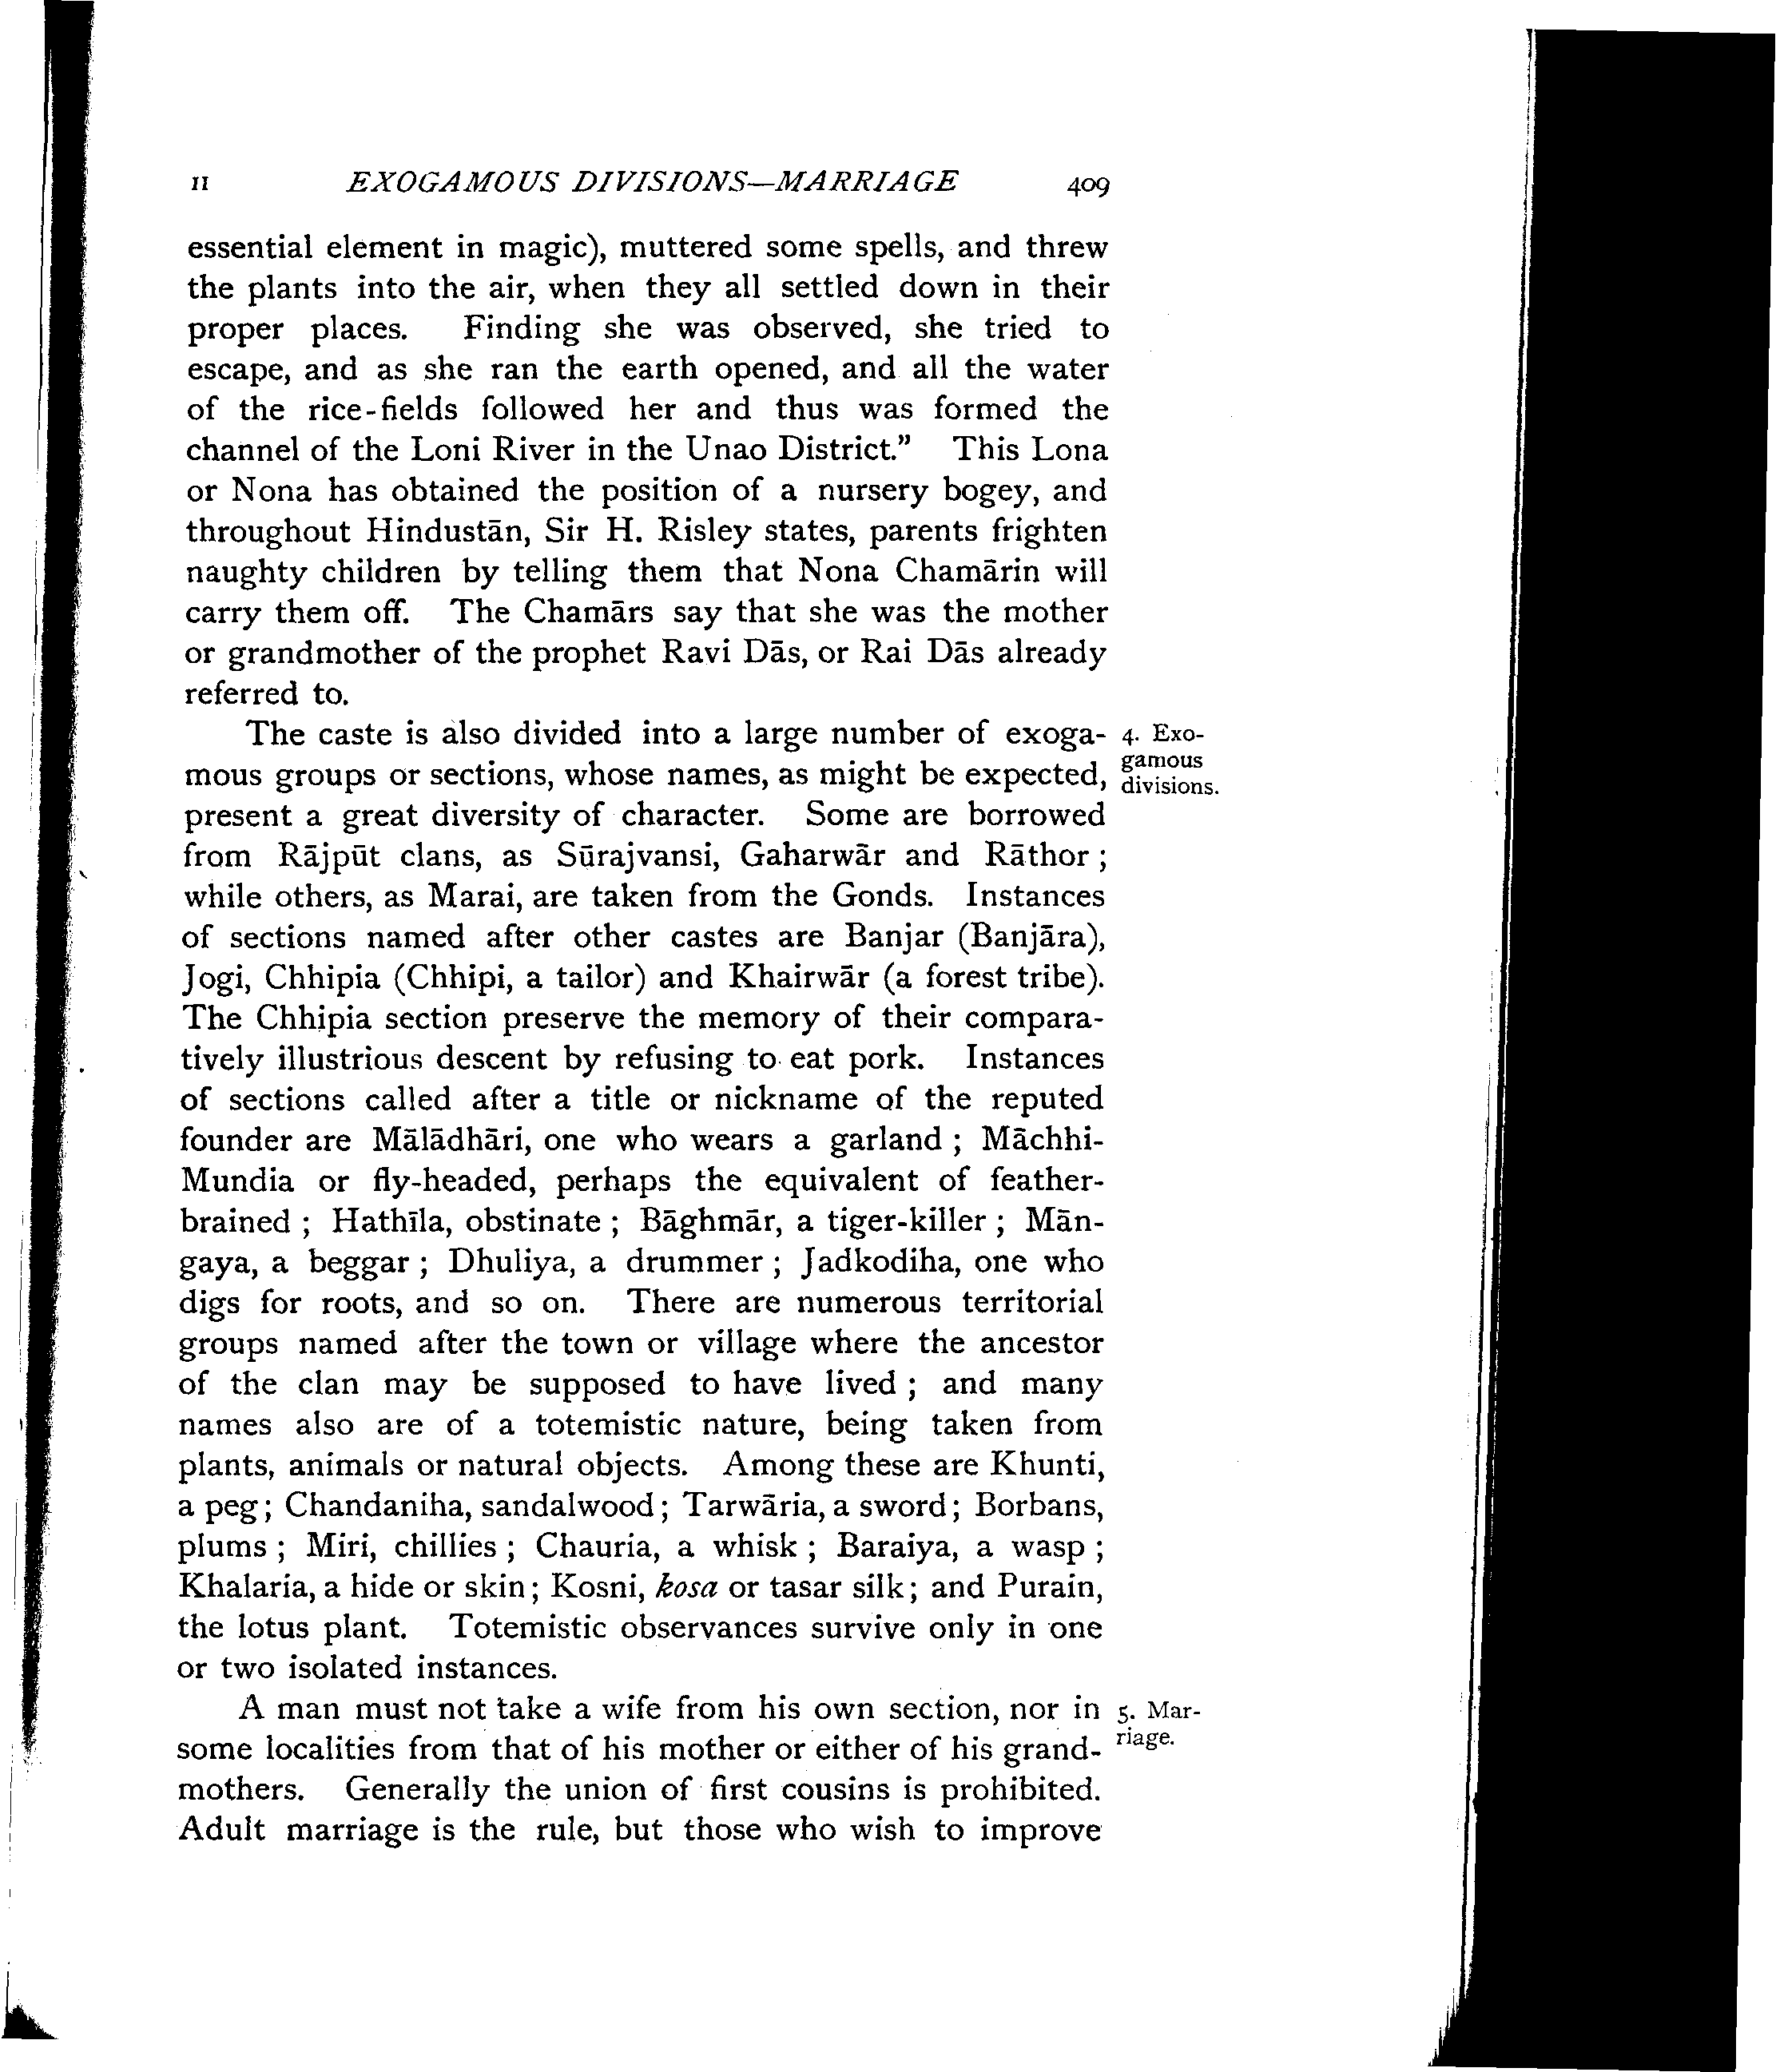 II EXOGAMOUS DIVISIONS—MARRIAGE 409
essential element in magic), muttered some spells, and threw
the plants into the air, when they all settled down in their
proper places. Finding she was observed, she tried to
escape, and as she ran the earth opened, and all the water
of the rice-fields followed her and thus was formed the
channel of the Loni River in the Unao District.” This Lona
or Nona has obtained the position of a nursery bogey, and
throughout Hindustān, Sir H. Risley states, parents frighten
naughty children by telling them that Nona Chamārin will
carry them off. The Chamārs say that she was the mother
or grandmother of the prophet Ravi Dās, or Rai Dās already
referred to.
The caste is also divided into a large number of exoga-
mous groups or sections, whose names, as might be expected,
present a great diversity of character. Some are borrowed
from Rājpūt clans, as Sūrajvansi, Gaharwār and Rāthor ;
while others, as Marai, are taken from the Gonds. Instances
of sections named after other castes are Banjar (Banjāra),
Jogi, Chhipia (Chhipi, a tailor) and Khairwār (a forest tribe).
The Chhipia section preserve the memory of their compara-
tively illustrious descent by refusing to eat pork. Instances
of sections called after a title or nickname of the reputed
founder are Mālādhāri, one who wears a garland ; Māchhi-
Mundia or fly-headed, perhaps the equivalent of feather-
brained ; Hathīla, obstinate ; Bāghmār, a tiger-killer ; Mān-
gaya, a beggar ; Dhuliya, a drummer ; Jadkodiha, one who
digs for roots, and so on. There are numerous territorial
groups named after the town or village where the ancestor
of the clan may be supposed to have lived ; and many
names also are of a totemistic nature, being taken from
plants, animals or natural objects. Among these are Khunti,
a peg ; Chandaniha, sandalwood ; Tarwāria, a sword ; Borbans,
plums ; Miri, chillies ; Chauria, a whisk ; Baraiya, a wasp ;
Khalaria, a hide or skin ; Kosni, kosa or tasar silk ; and Purain,
the lotus plant. Totemistic observances survive only in one
or two isolated instances.
A man must not take a wife from his own section, nor in
some localities from that of his mother or either of his grand-
mothers. Generally the union of first cousins is prohibited.
Adult marriage is the rule, but those who wish to improve
4. Exo-
gamous
divisions.
5. Mar-
riage.